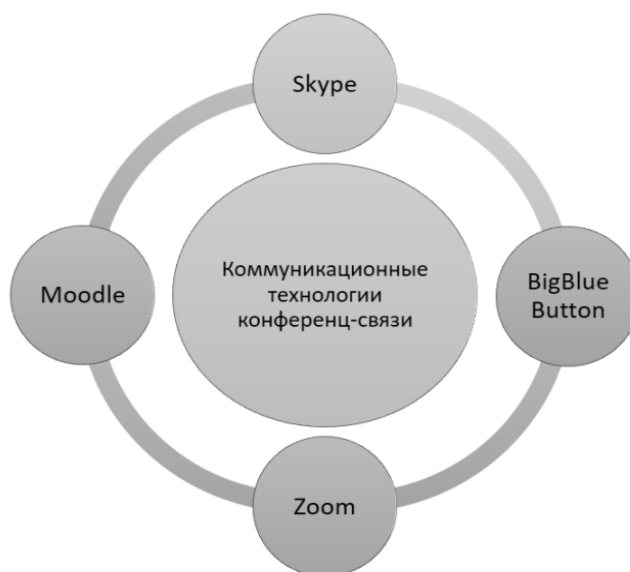 Skype
Moodle
Коммуникационные
технологии
конференц-связи
BigBlue
Button
Zoom